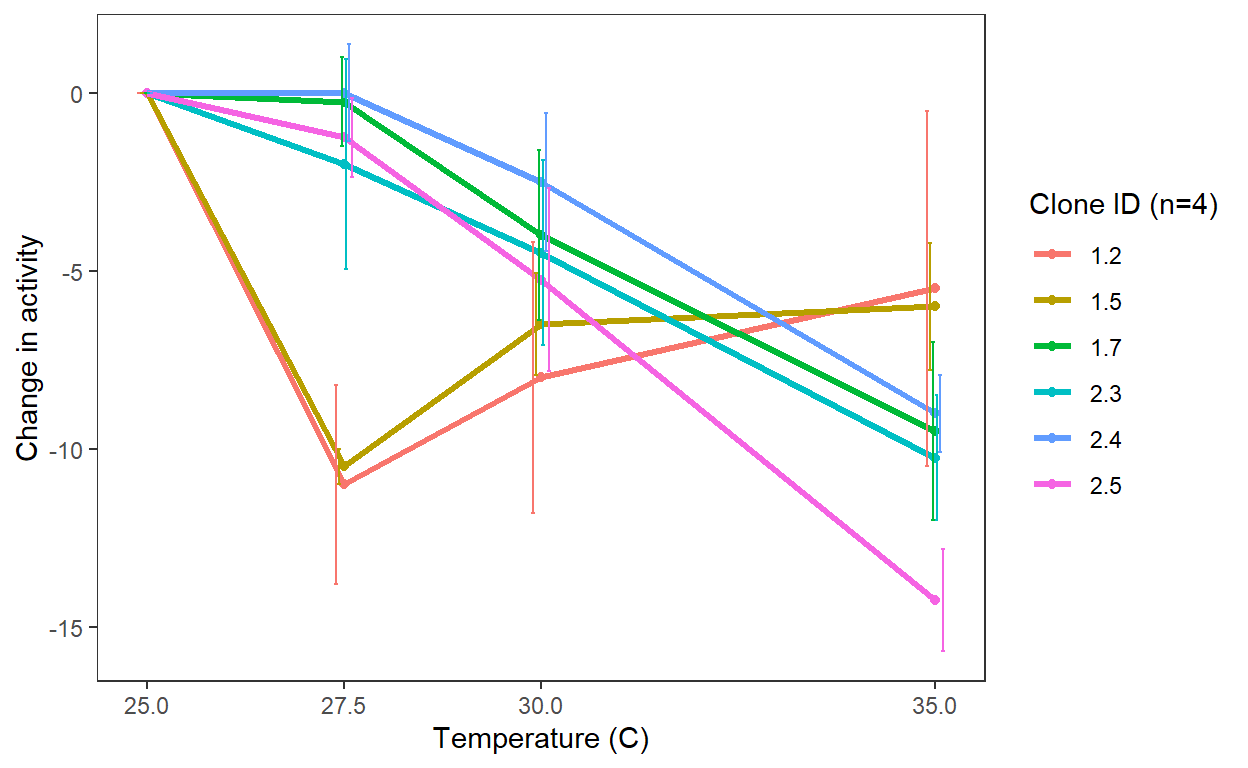 Change in activity
0
-5
-10
-15
25.0 27.5 30.0 35.0
Temperature (C)
Clone ID (n=4)
1.2
1.5
1.7
2.3
2.4
2.5